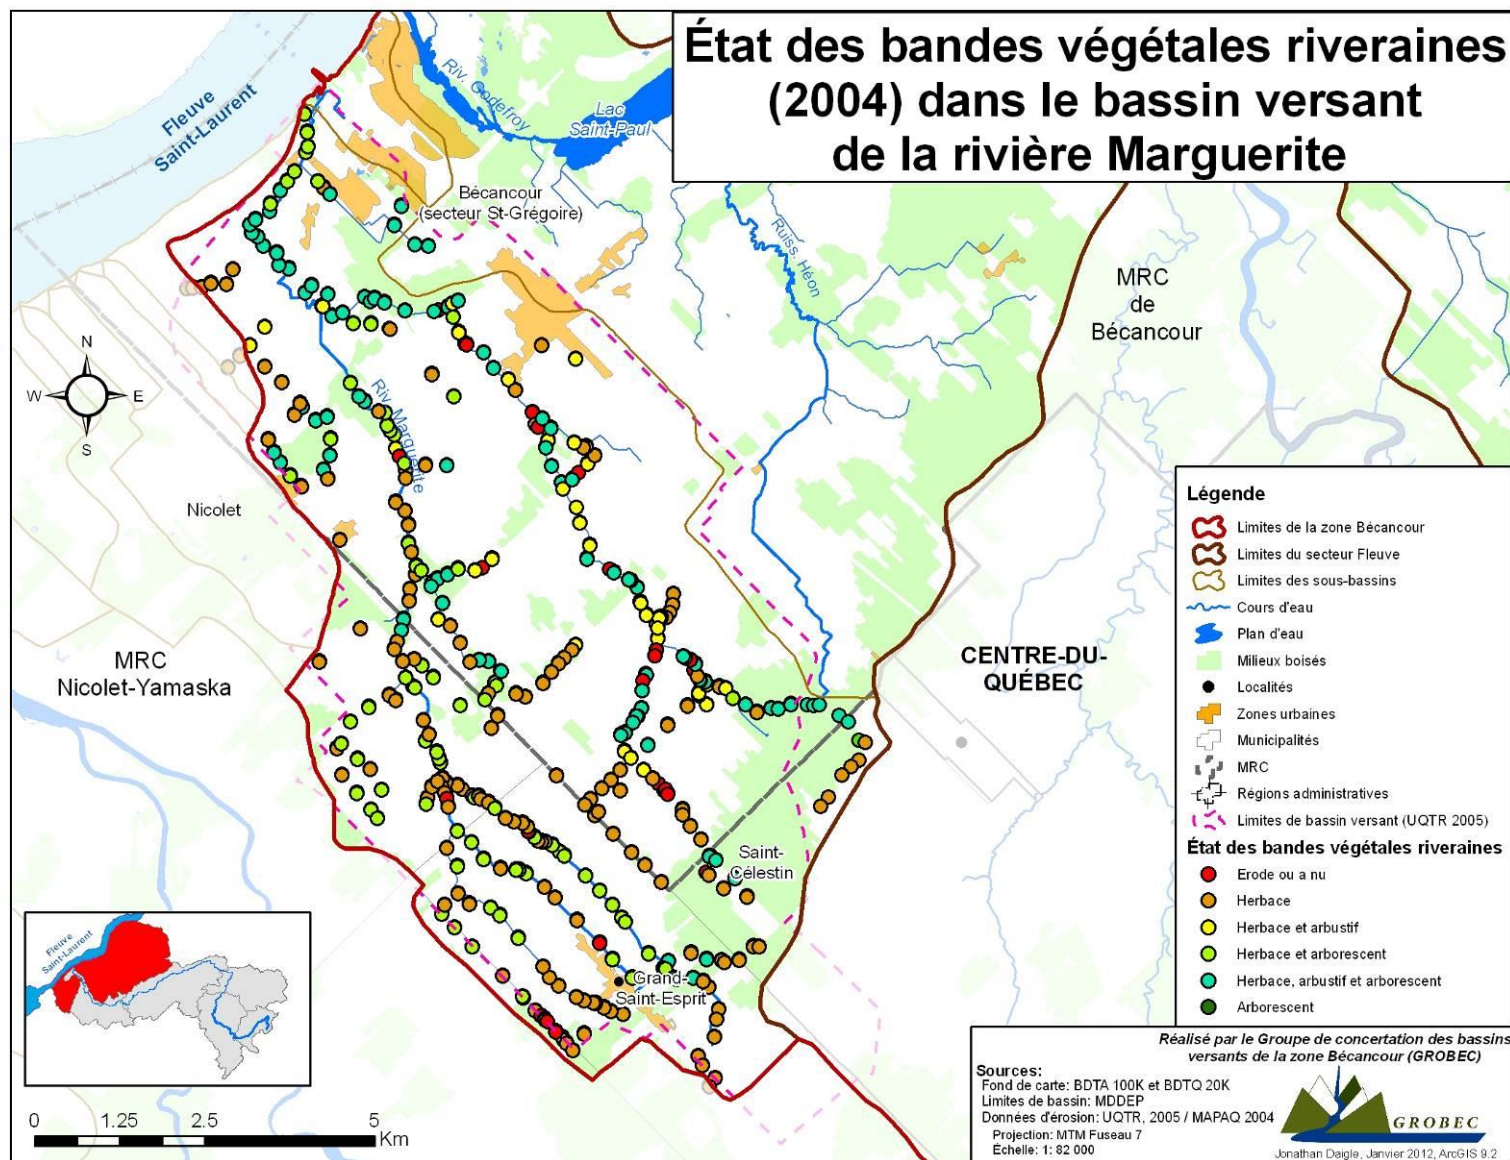 État des bandes végétales riveraines
(2004) dans le bassin versant
de la rivière Marguerite
Fleuve
Saint-Laurent
Riv. Godefroy
Lac
Saint-Paul
Bécancour
(secteur St-Grégoire)
Ruiss. Héon
MRC
de
Bécancour
N
W
E
S
Riv. Marguerite
Nicolet
MRC
Nicolet-Yamaska
CENTRE-DU-
QUÉBEC
Saint-
Célestin
Grand-
Saint-Esprit
Légende
Limites de la zone Bécancour
Limites du secteur Fleuve
Limites des sous-bassins
Cours d'eau
Plan d'eau
Milieux boisés
Localités
Zones urbaines
Municipalités
MRC
Régions administratives
Limites de bassin versant (UQTR 2005)
État des bandes végétales riveraines
Erode ou a nu
Herbace
Herbace et arbustif
Herbace et arborescent
Herbace, arbustif et arborescent
Arborescent
Fleuve
Saint-Laurent
0 1.25 2.5 5
Km
Réalisé par le Groupe de concertation des bassins
versants de la zone Bécancour (GROBEC)
Sources:
Fond de carte: BDTA 100K et BDTQ 20K
Limites de bassin: MDDEP
Données d'érosion: UQTR, 2005 / MAPAQ 2004
Projection: MTM Fuseau 7
Échelle: 1: 82 000
GROBEC
Jonathan Daigle, Janvier 2012, ArcGIS 9.2